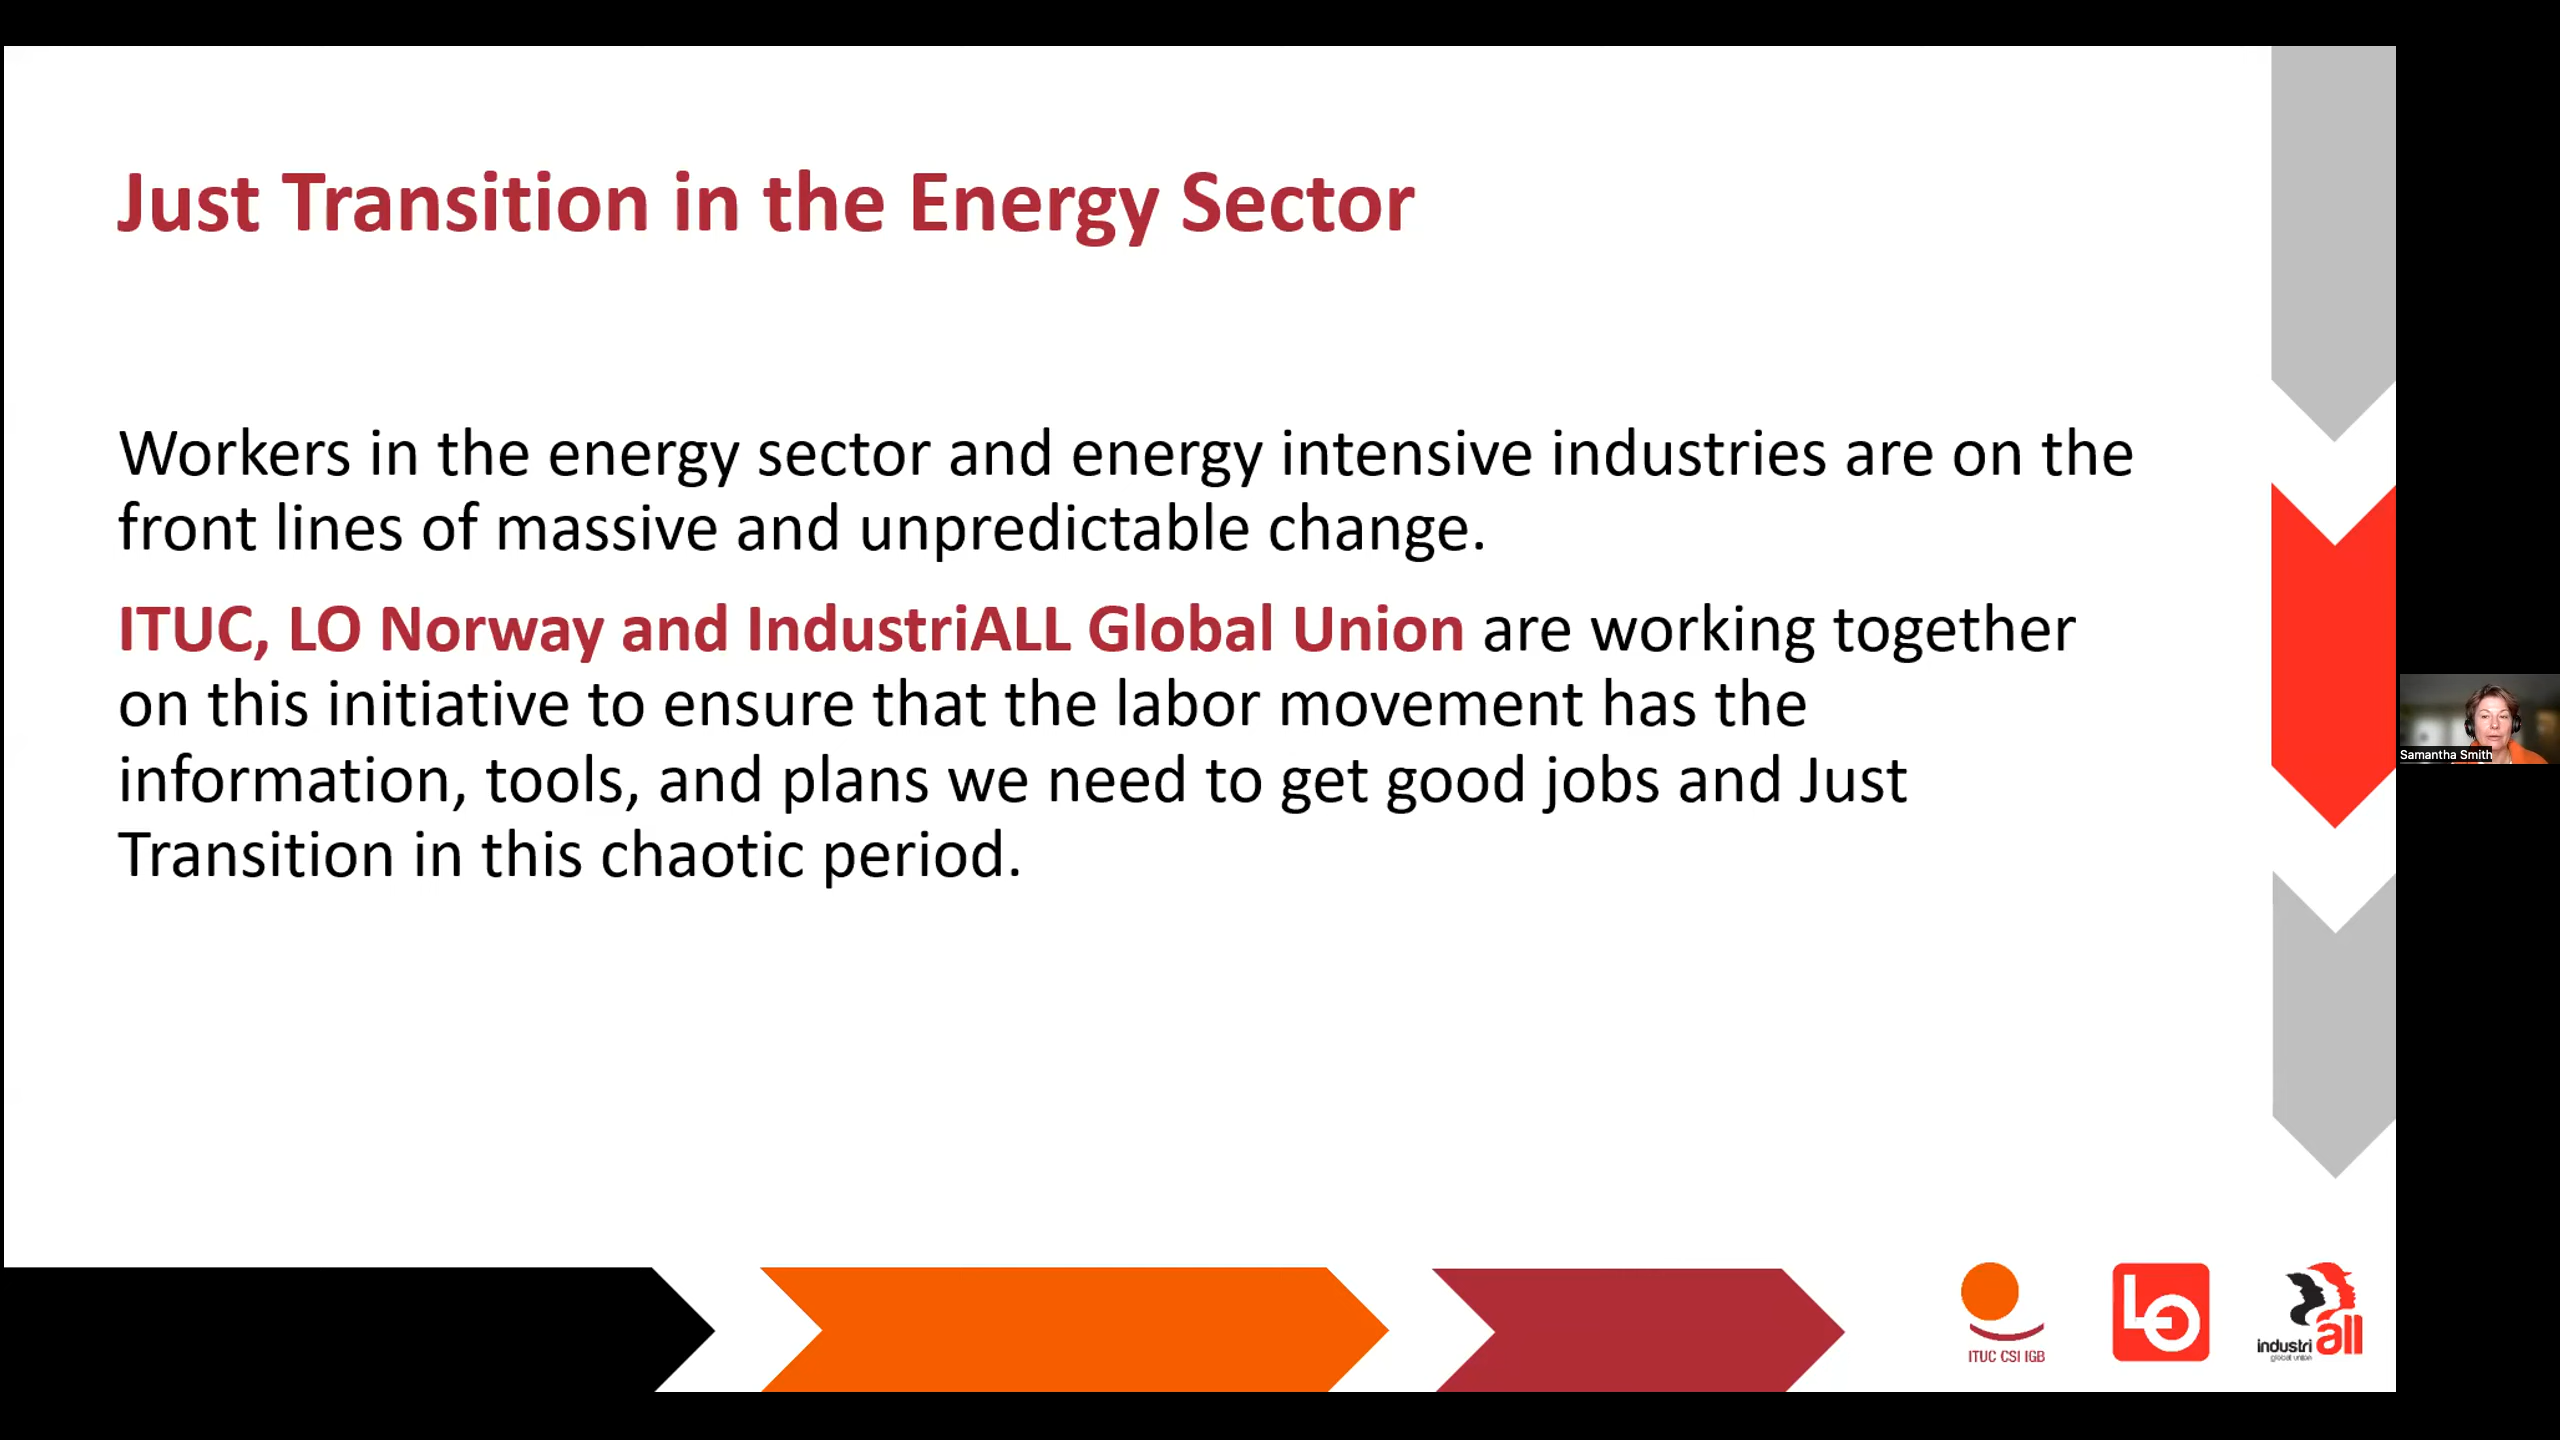 Just Transition in the Energy Sector
Workers in the energy sector and energy intensive industries are on the
front lines of massive and unpredictable change.
ITUC, LO Norway and IndustriALL Global Union are working together
on this initiative to ensure that the labor movement has the
information, tools, and plans we need to get good jobs and Just
Transition in this chaotic period.
Samantha Smith
ITUC CSI IGB
LO
industri
all
global union